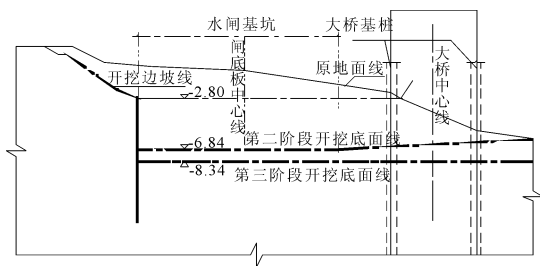 水闸基坑
大桥基桩
闸底板中心线
原地面线
大桥中心线
开挖边坡线
-2.80
-6.84
第二阶段开挖底面线
-8.34
第三阶段开挖底面线